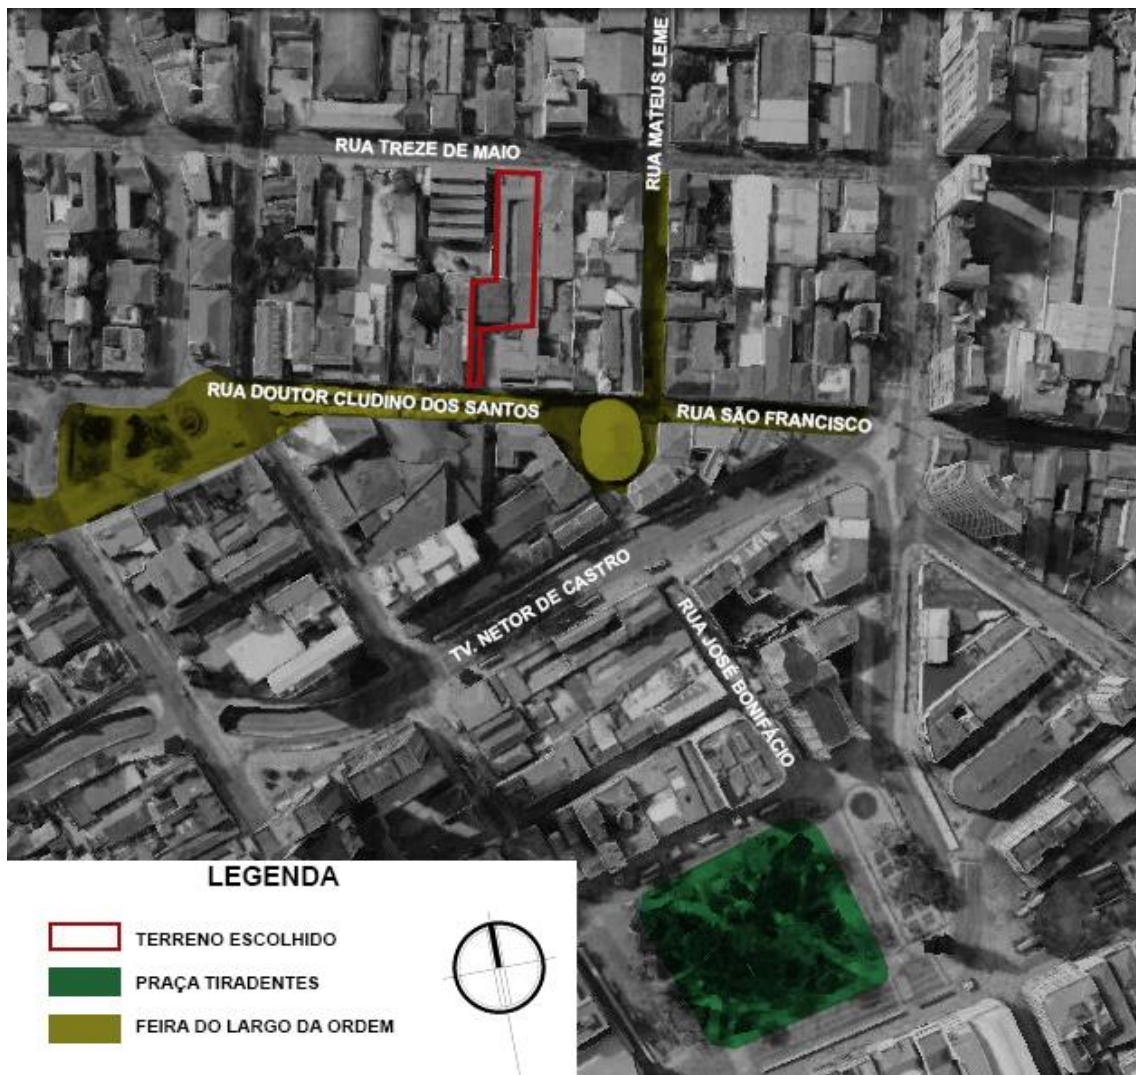 RUA MATEUS LEME
RUA TREZE DE MAIO
RUA DOUTOR CLUDINO DOS SANTOS
RUA SÃO FRANCISCO
TV. NETOR DE CASTRO
RUA JOSÉ BONIFÁCIO
LEGENDA
TERRENO ESCOLHIDO
PRAÇA TIRADENTES
FEIRA DO LARGO DA ORDEM